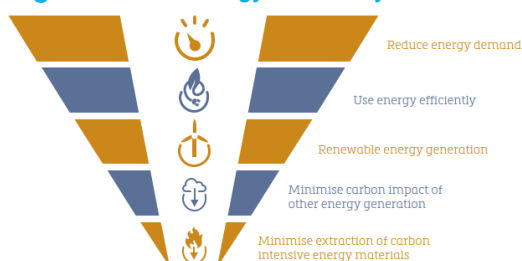 Reduce energy demand
Use energy efficiently
Renewable energy generation
Minimise carbon impact of
other energy generation
Minimise extraction of carbon
intensive energy materials